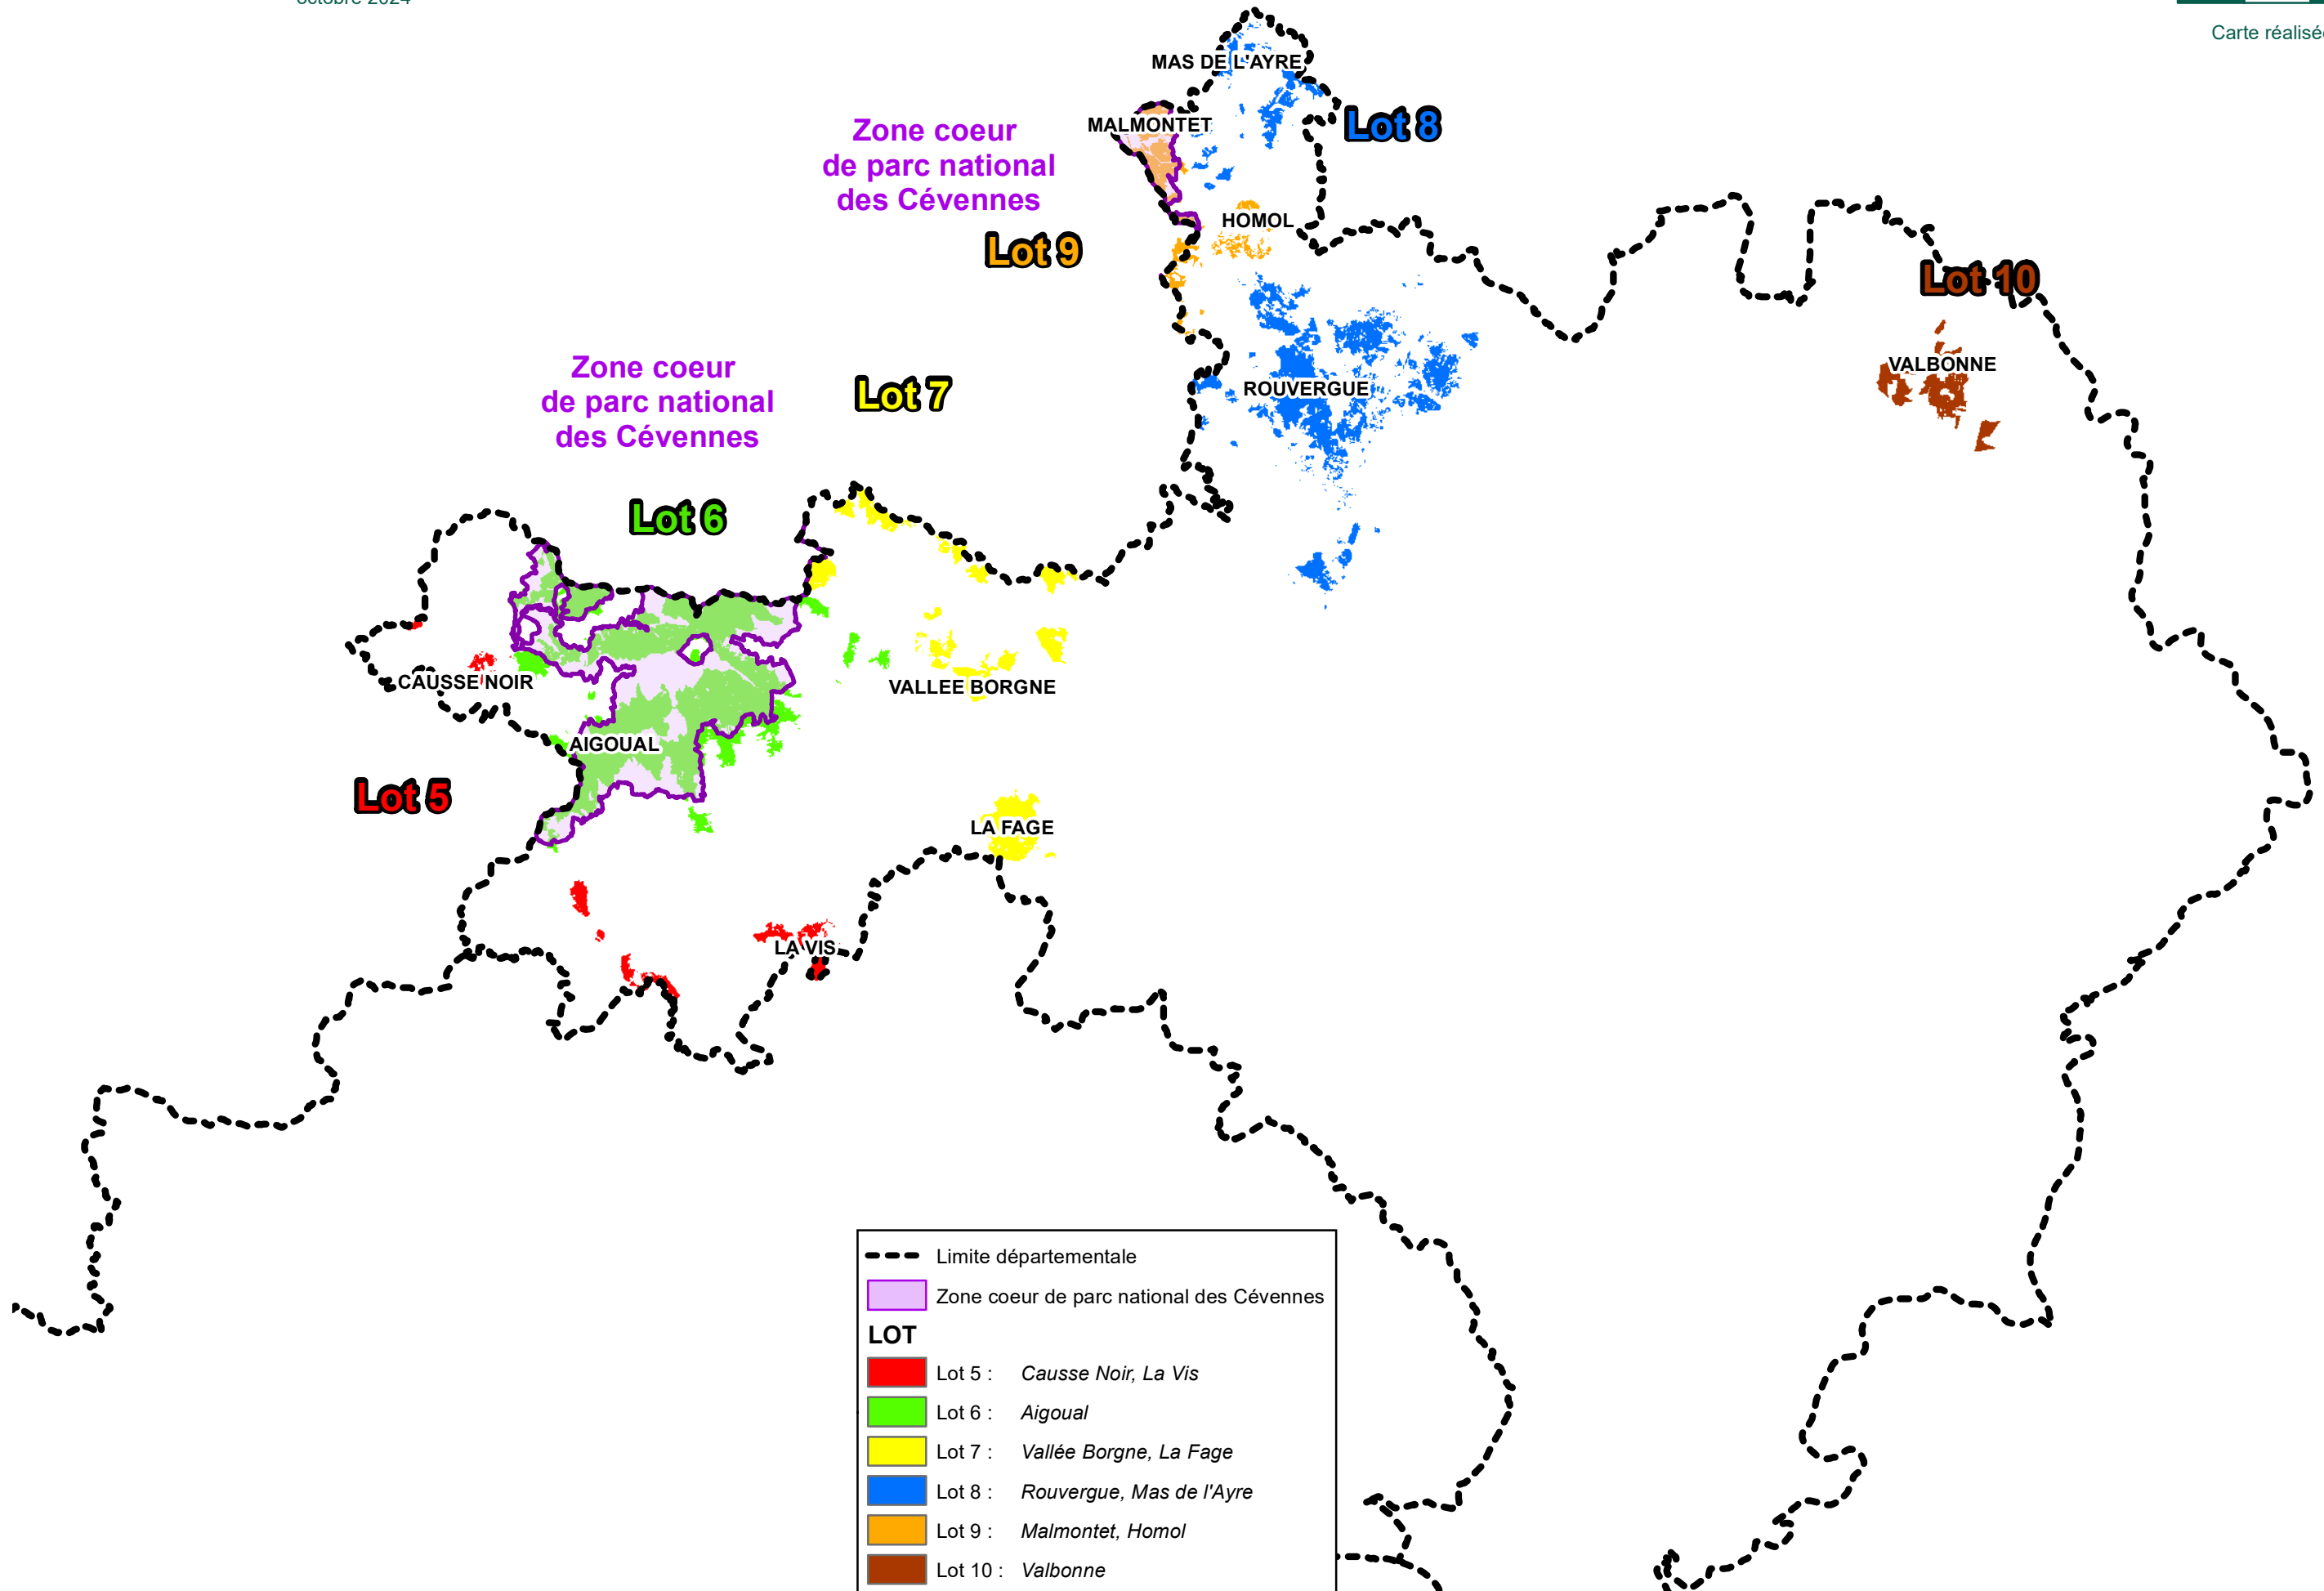 octobre 2024
Carte réalisée
MAS DE L'AYRE
MALMONTET
Zone coeur
de parc national
des Cévennes
Lot 8
HOMOL
Lot 9
Lot 10
VALBONNE
Zone coeur
de parc national
des Cévennes
Lot 7
ROUVERGUE
Lot 6
CAUSSE NOIR
VALLEE BORGNE
AIGOUAL
Lot 5
LA FAGE
LA VIS
Limite départementale
Zone coeur de parc national des Cévennes
LOT
Lot 5 : Causse Noir, La Vis
Lot 6 : Aigoual
Lot 7 : Vallée Borgne, La Fage
Lot 8 : Rouvergue, Mas de l'Ayre
Lot 9 : Malmontet, Homol
Lot 10 : Valbonne